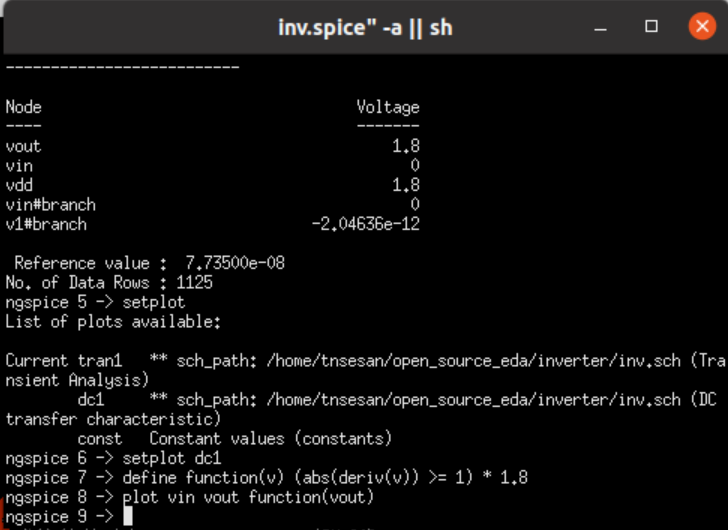 inv.spice" -a || sh
--------------------------
Node Voltage
---- -------
vout 1.8
vin 0
vdd 1.8
vin#branch 0
v1#branch -2.04636e-12
Reference value : 7.73500e-08
No. of Data Rows : 1125
ngspice 5 -> setplot
List of plots available:
Current tran1 ** sch_path: /home/tnsesan/open_source_eda/inverter/inv.sch (Tra
nsient Analysis)
dc1 ** sch_path: /home/tnsesan/open_source_eda/inverter/inv.sch (DC
transfer characteristic)
const Constant values (constants)
ngspice 6 -> setplot dc1
ngspice 7 -> define function(v) (abs(deriv(v)) >= 1) * 1.8
ngspice 8 -> plot vin vout function(vout)
ngspice 9 ->